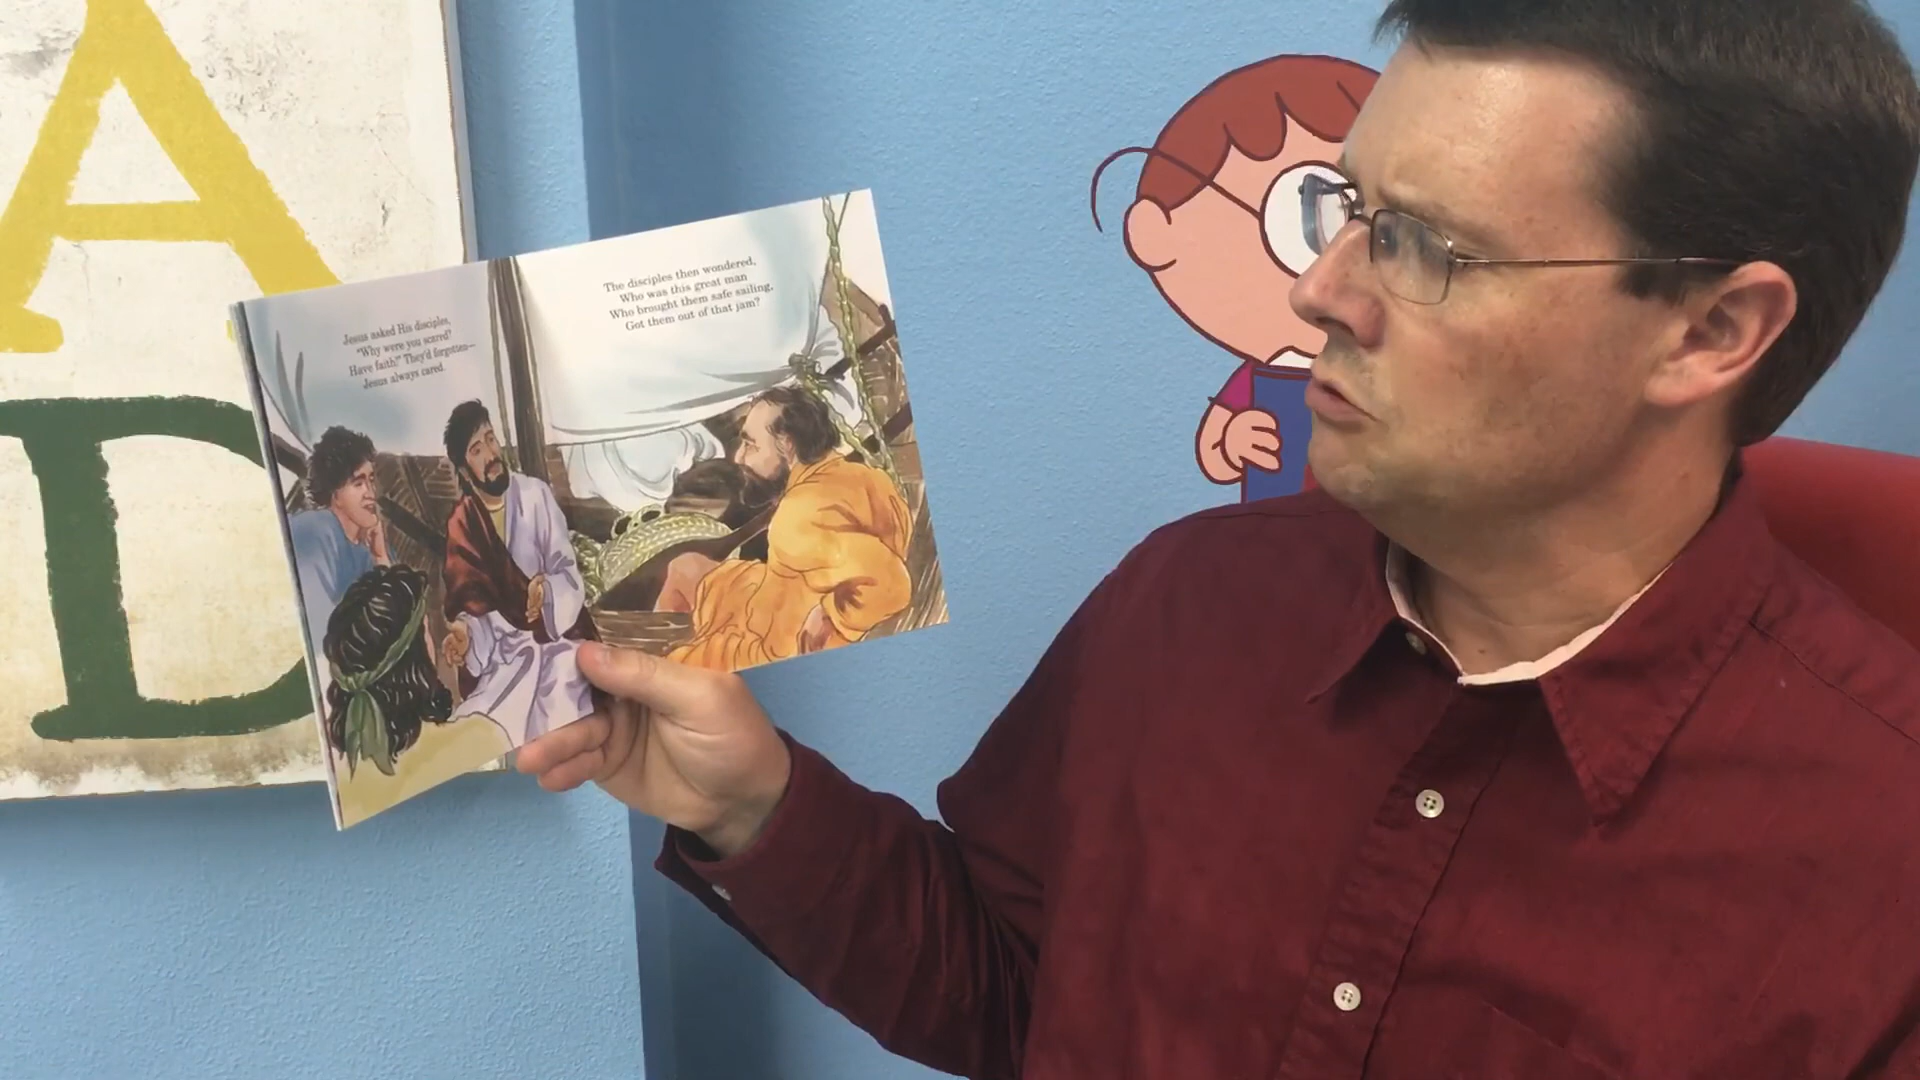 A
D
Jesus asked His disciples,
"Why were you scared?
Have faith!" They'd forgotten—
Jesus always cared.
The disciples then wondered,
Who was this great man
Who brought them safe sailing,
Got them out of that jam?